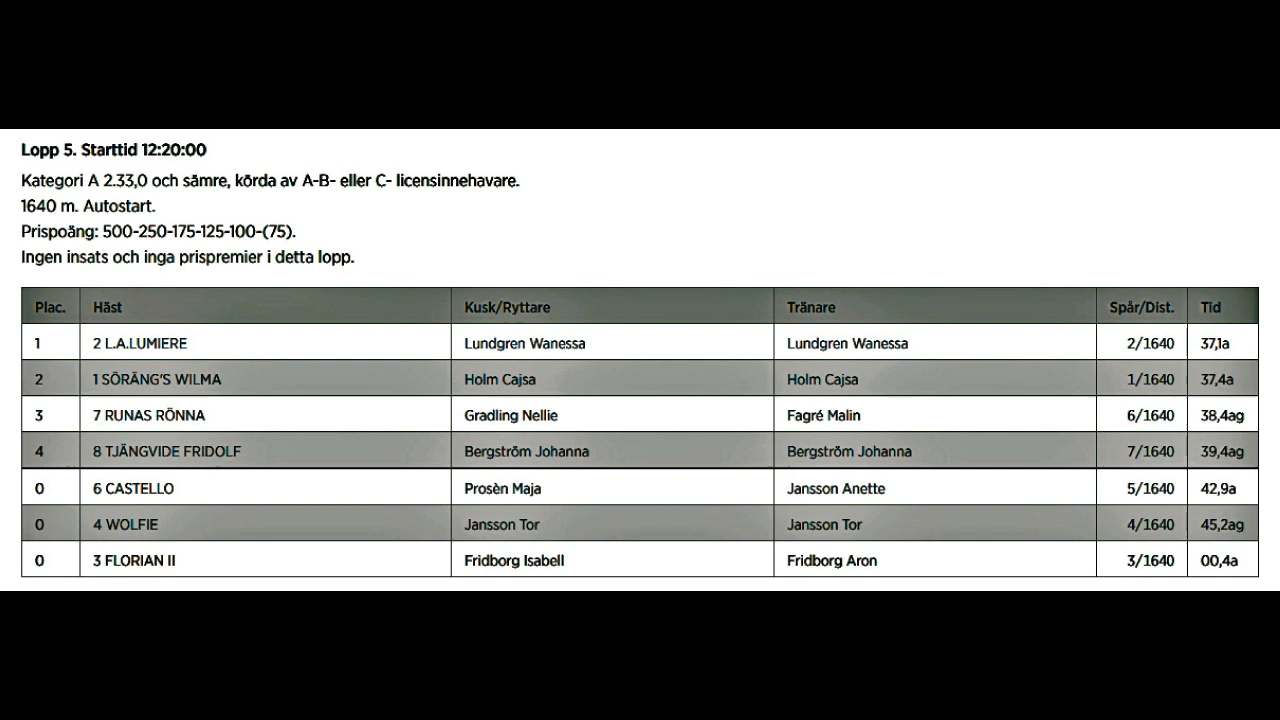 Lopp 5. Starttid 12:20:00
Kategori A 2.33,0 och sämre, körda av A-B- eller C- licensinnehavare.
1640 m. Autostart.
Prispoäng: 500-250-175-125-100-(75).
Ingen insats och inga prispremier i detta lopp.
Plac. Häst Kusk/Ryttare Tränare Spår/Dist. Tid
1 2 L.A.LUMIERE Lundgren Wanessa Lundgren Wanessa 2/1640 37,1a
2 1 SÖRÄNG'S WILMA Holm Cajsa Holm Cajsa 1/1640 37,4a
3 7 RUNAS RÖNNA Gradling Nellie Fagré Malin 6/1640 38,4ag
4 8 TJÄNGVIDE FRIDOLF Bergström Johanna Bergström Johanna 7/1640 39,4ag
0 6 CASTELLO Prosèn Maja Jansson Anette 5/1640 42,9a
0 4 WOLFIE Jansson Tor Jansson Tor 4/1640 45,2ag
0 3 FLORIAN II Fridborg Isabell Fridborg Aron 3/1640 00,4a